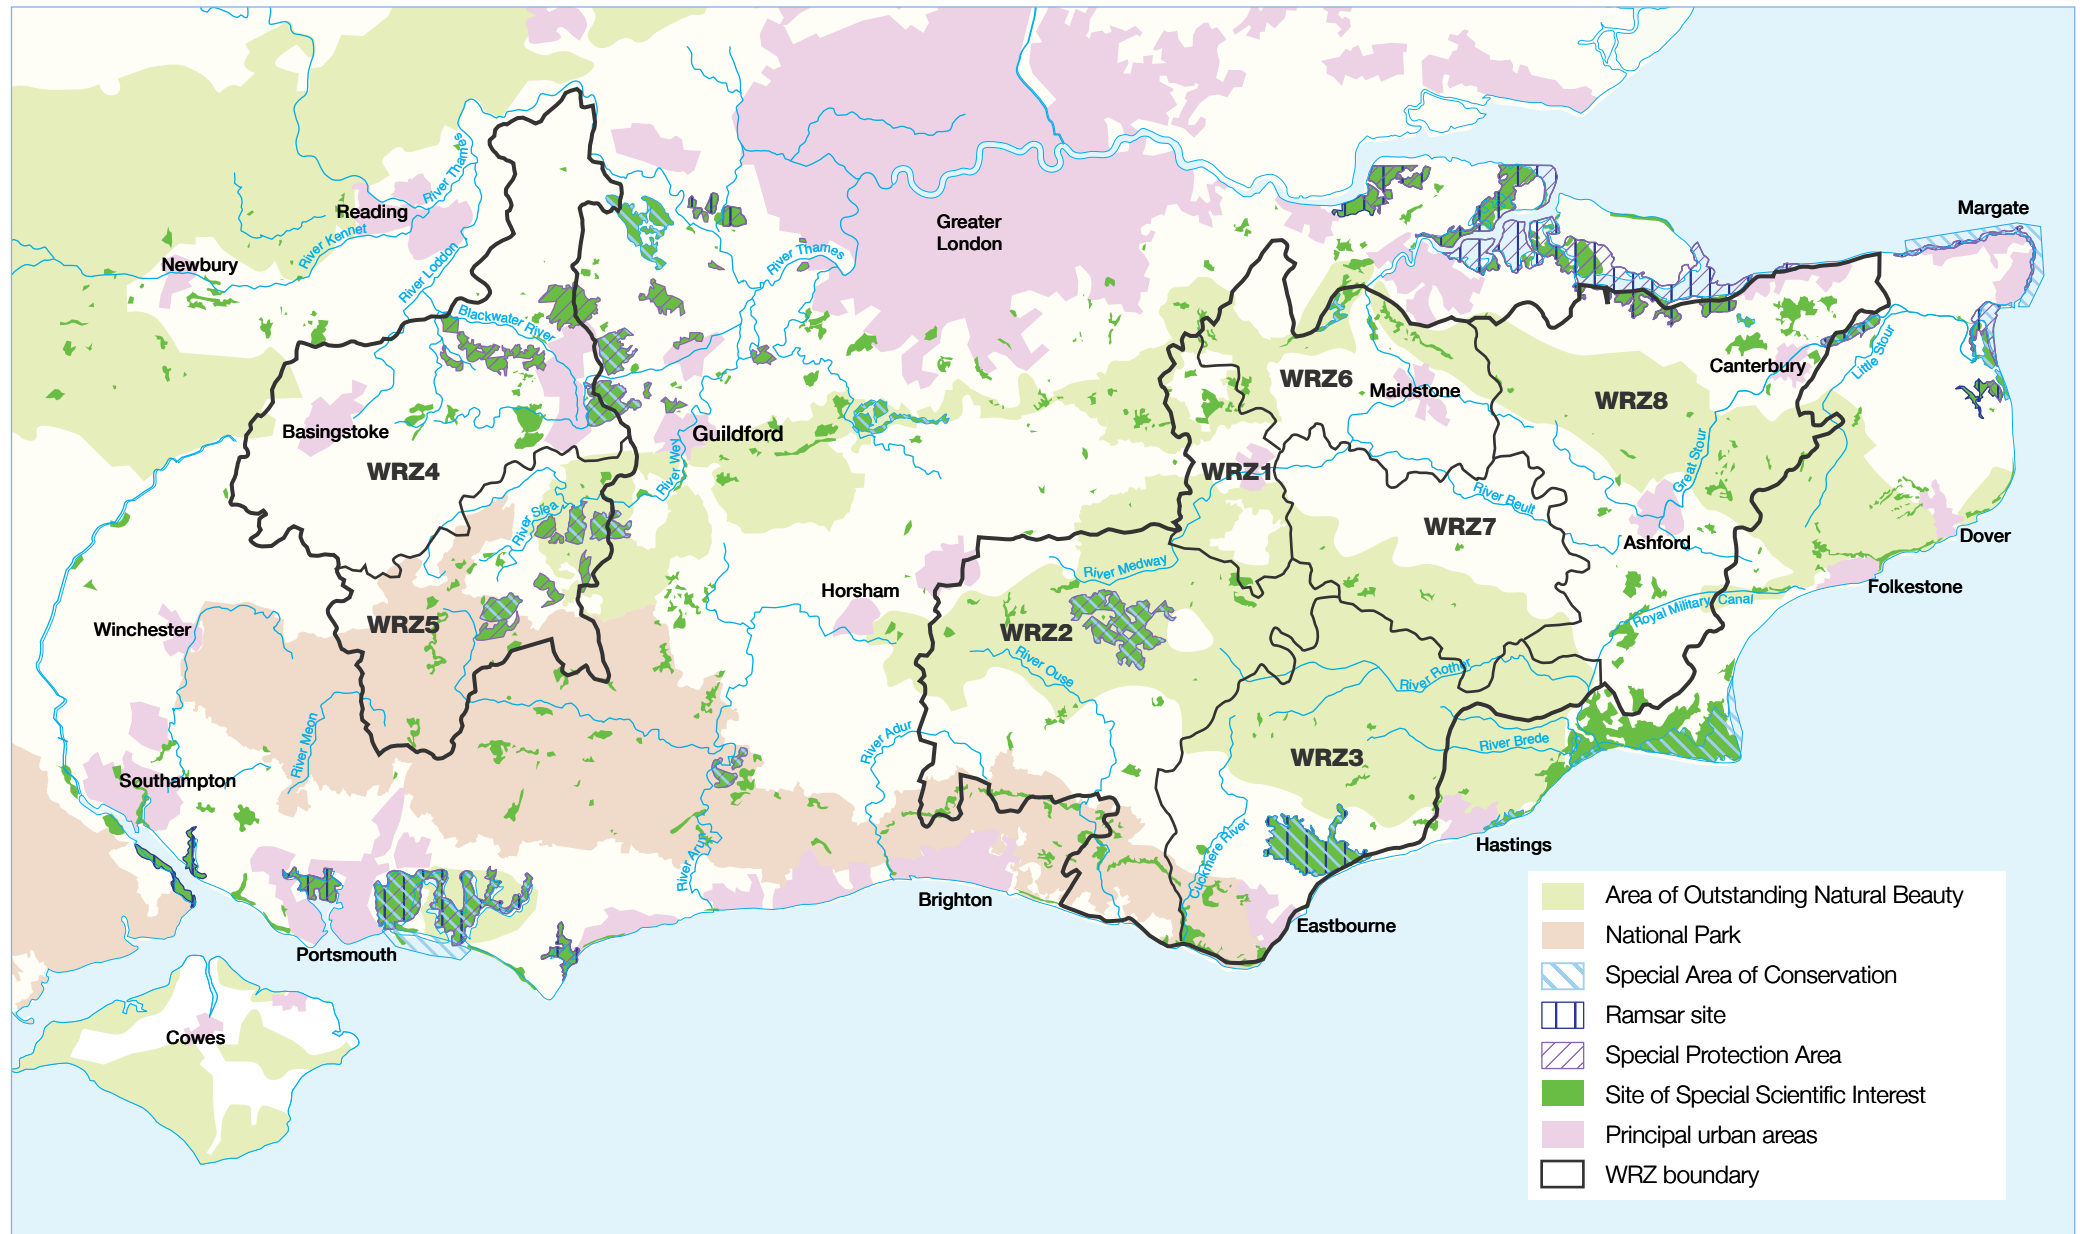 Margate
River Thames
Reading
Greater
London
River Kennet
River Loddon
River Thames
Newbury
Blackwater River
Little Stour
Canterbury
WRZ6
Maidstone
WRZ8
Basingstoke
Guildford
WRZ4
WRZ1
River Wey
Great Stour
River Beult
WRZ7
River Slea
Ashford
Dover
River Medway
Folkestone
Horsham
Royal Military Canal
Winchester
WRZ5
WRZ2
River Ouse
River Rother
River Meon
River Adur
River Brede
WRZ3
Southampton
Cuckmere River
River Arun
Hastings
Brighton
Eastbourne
Portsmouth
Cowes
Area of Outstanding Natural Beauty
National Park
Special Area of Conservation
Ramsar site
Special Protection Area
Site of Special Scientific Interest
Principal urban areas
WRZ boundary